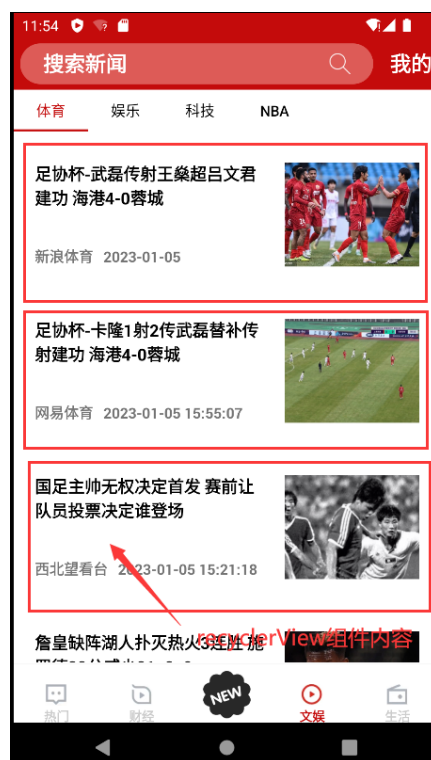 11:54
搜索新闻
我的
体育 娱乐 科技 NBA
足协杯-武磊传射王燊超吕文君
建功 海港4-0蓉城
新浪体育 2023-01-05
足协杯-卡隆1射2传武磊替补传
射建功 海港4-0蓉城
网易体育 2023-01-05 15:55:07
国足主帅无权决定首发 赛前让
队员投票决定谁登场
西北望看台 2023-01-05 15:21:18
recyclerView组件内容
詹皇缺阵湖人扑灭热火3连胜 施
NEW
热门 财经 文娱 生活